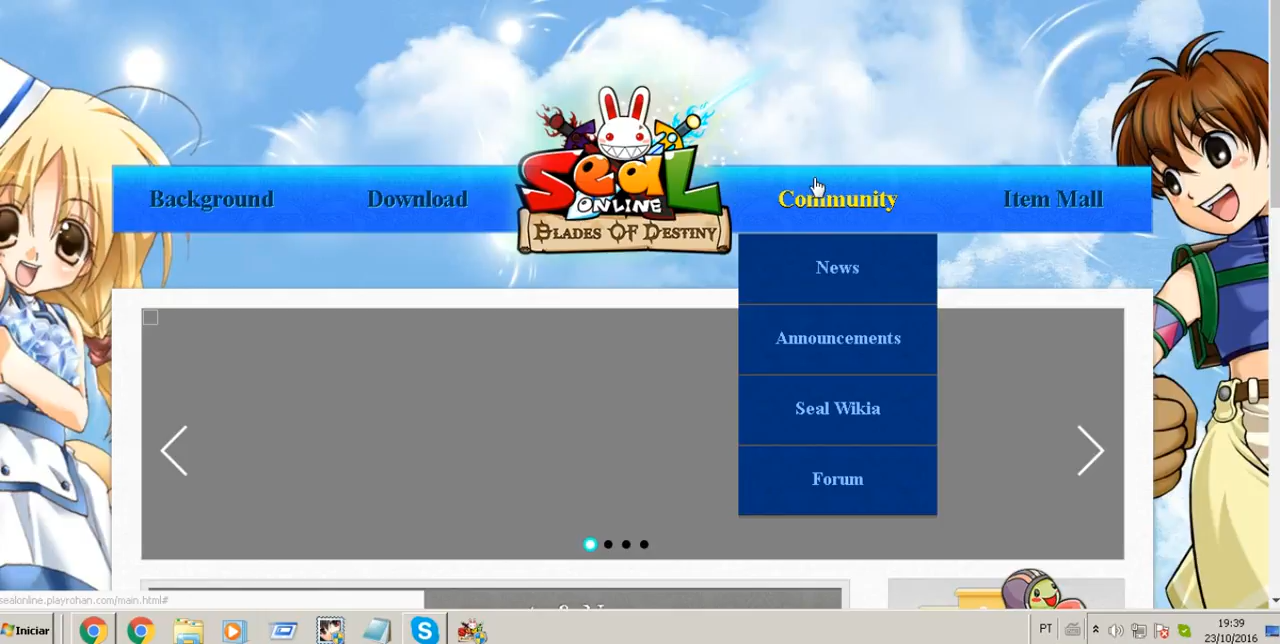 Background
Download
Seal
ONLINE
BLADES OF DESTINY
Community
Item Mall
News
Announcements
Seal Wikia
Forum
sealonline.playrohan.com/main.html#
Iniciar
PT
19:39
23/10/2016